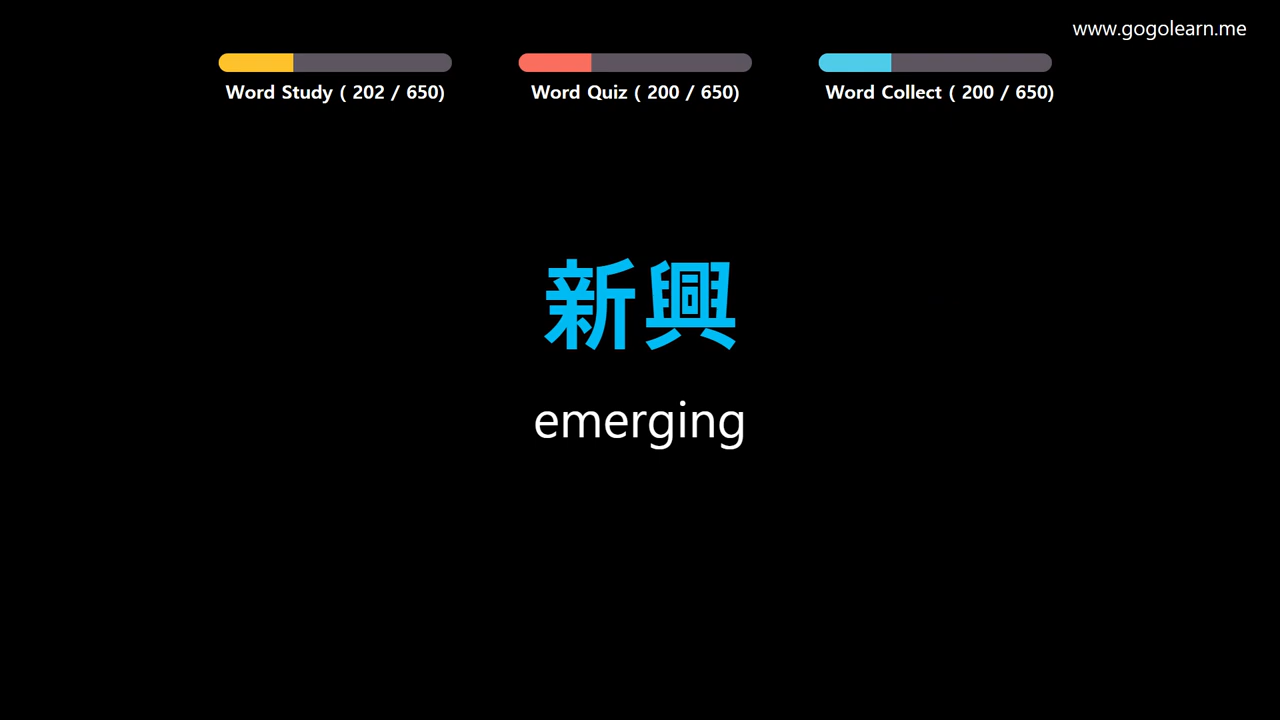 www.gogolearn.me
Word Study ( 202 / 650)
Word Quiz ( 200 / 650)
Word Collect ( 200 / 650)
新興
emerging